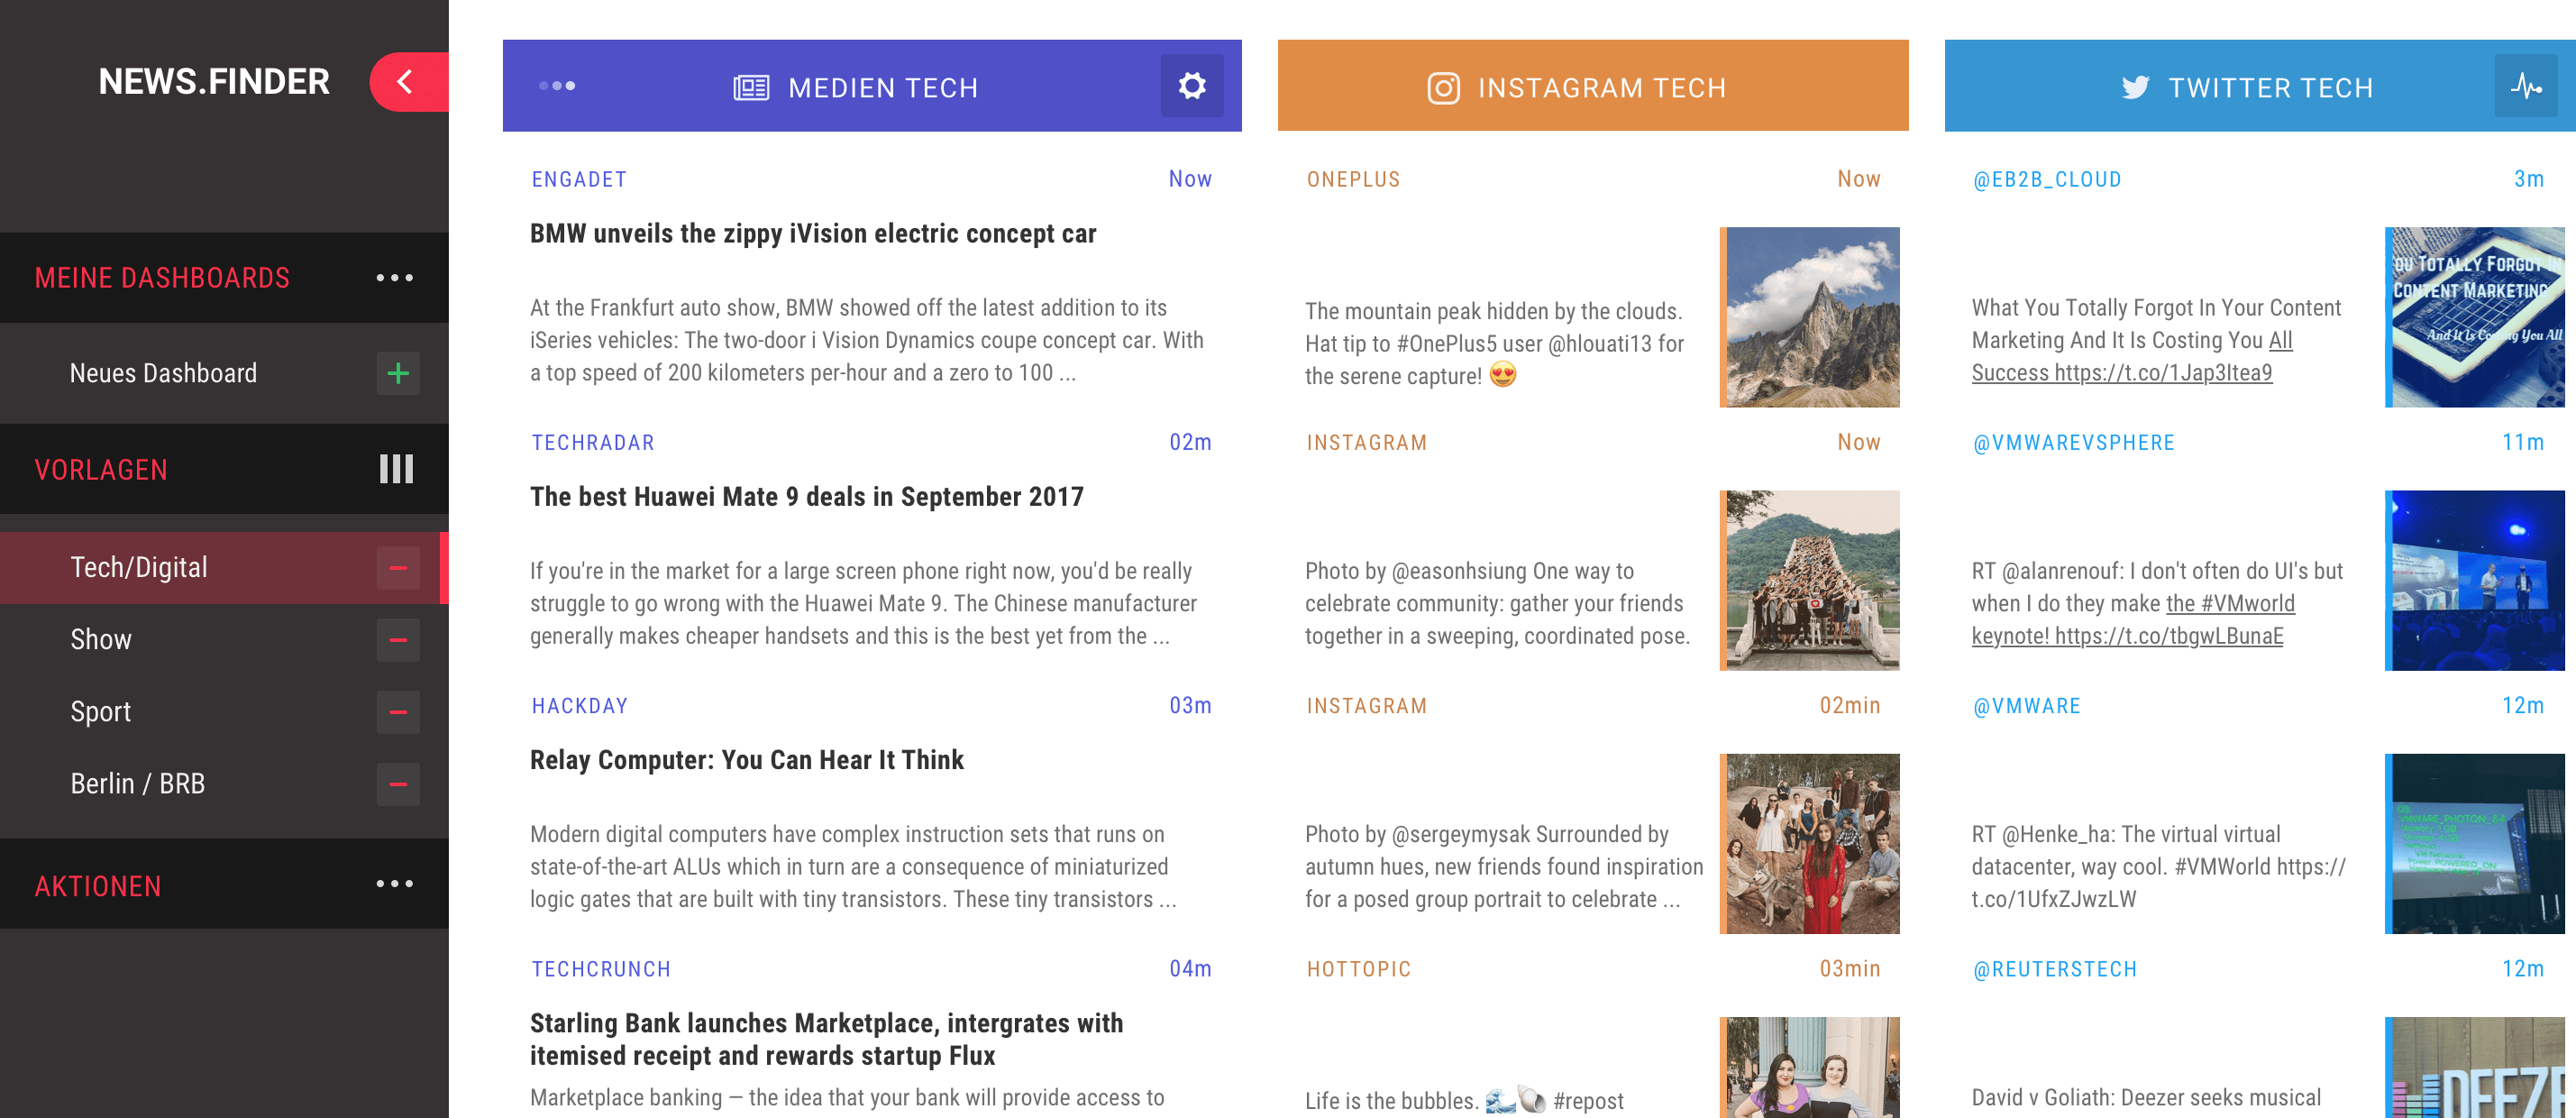 NEWS.FINDER
MEINE DASHBOARDS
Neues Dashboard
VORLAGEN
Tech/Digital
Show
Sport
Berlin / BRB
AKTIONEN
MEDIEN TECH
ENGADET Now
BMW unveils the zippy iVision electric concept car
At the Frankfurt auto show, BMW showed off the latest addition to its
iSeries vehicles: The two-door i Vision Dynamics coupe concept car. With
a top speed of 200 kilometers per-hour and a zero to 100 ...
TECHRADAR 02m
The best Huawei Mate 9 deals in September 2017
If you're in the market for a large screen phone right now, you'd be really
struggle to go wrong with the Huawei Mate 9. The Chinese manufacturer
generally makes cheaper handsets and this is the best yet from the ...
HACKDAY 03m
Relay Computer: You Can Hear It Think
Modern digital computers have complex instruction sets that runs on
state-of-the-art ALUs which in turn are a consequence of miniaturized
logic gates that are built with tiny transistors. These tiny transistors ...
TECHCRUNCH 04m
Starling Bank launches Marketplace, intergrates with
itemised receipt and rewards startup Flux
Marketplace banking — the idea that your bank will provide access to
INSTAGRAM TECH
ONEPLUS Now
The mountain peak hidden by the clouds.
Hat tip to #OnePlus5 user @hlouati13 for
the serene capture! 😍
INSTAGRAM Now
Photo by @easonhsiung One way to
celebrate community: gather your friends
together in a sweeping, coordinated pose.
INSTAGRAM 02min
Photo by @sergeymysak Surrounded by
autumn hues, new friends found inspiration
for a posed group portrait to celebrate ...
HOTTOPIC 03min
Life is the bubbles. 🌊🐚 #repost
TWITTER TECH
@EB2B_CLOUD 3m
What You Totally Forgot In Your Content
Marketing And It Is Costing You All
Success https://t.co/1Jap3Itea9
OU TOTALLY FORGOT IN
CONTENT MARKETING
And It Is Costing You All
@VMWAREVSPHERE 11m
RT @alanrenouf: I don't often do UI's but
when I do they make the #VMworld
keynote! https://t.co/tbgwLBunaE
@VMWARE 12m
RT @Henke_ha: The virtual virtual
datacenter, way cool. #VMWorld https://
t.co/1UfxZJwzLW
VMWARE_PHOTON_64
@REUTERSTECH 12m
David v Goliath: Deezer seeks musical
DEEZE